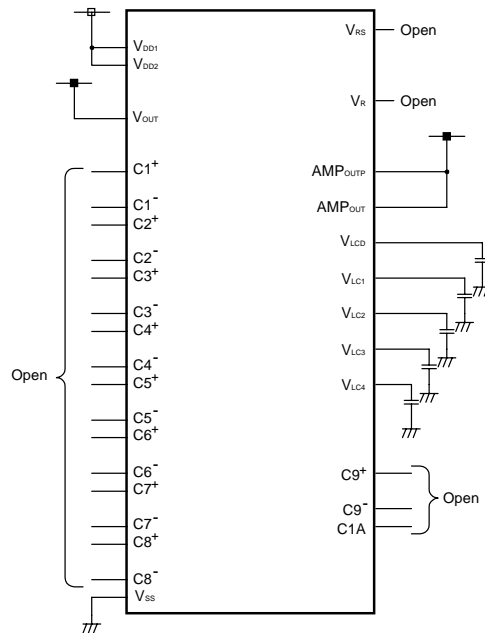 VDD1
VDD2
VOUT
C1+
C1-
C2+
C2-
C3+
C3-
C4+
C4-
C5+
C5-
C6+
C6-
C7+
C7-
C8+
C8-
VSS
Open
VRS
Open
VR
Open
AMPOUTP
AMPOUT
VLCD
VLC1
VLC2
VLC3
VLC4
C9+
C9-
C1A
Open